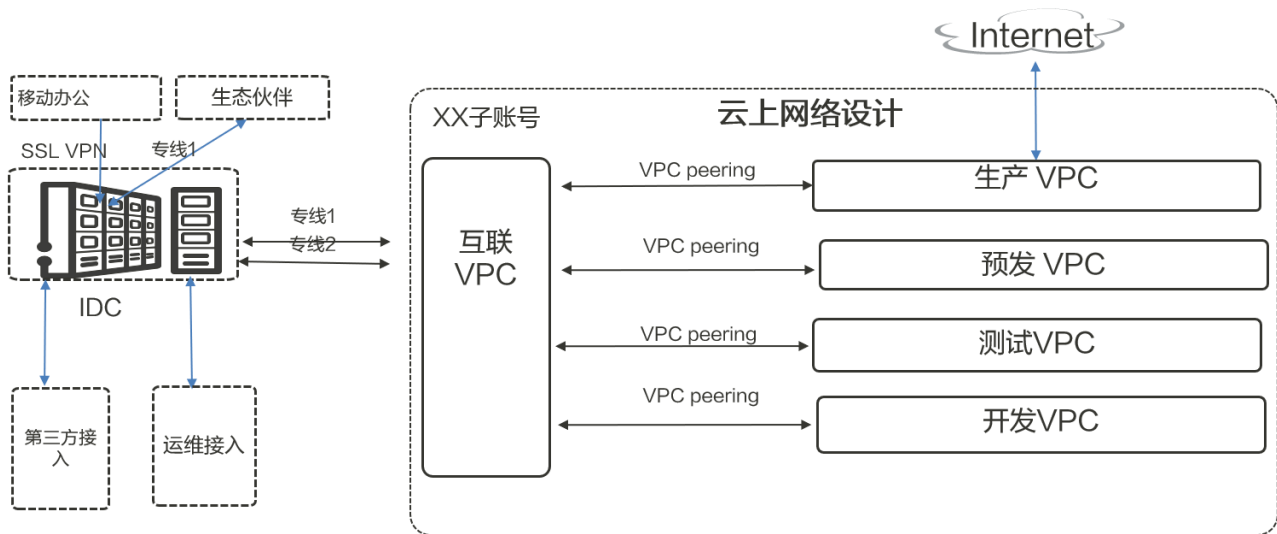 Internet
移动办公
生态伙伴
XX子账号
云上网络设计
SSL VPN
专线1
VPC peering
生产 VPC
专线1
专线2
互联
VPC
VPC peering
预发 VPC
IDC
VPC peering
测试VPC
VPC peering
开发VPC
第三方接
入
运维接入